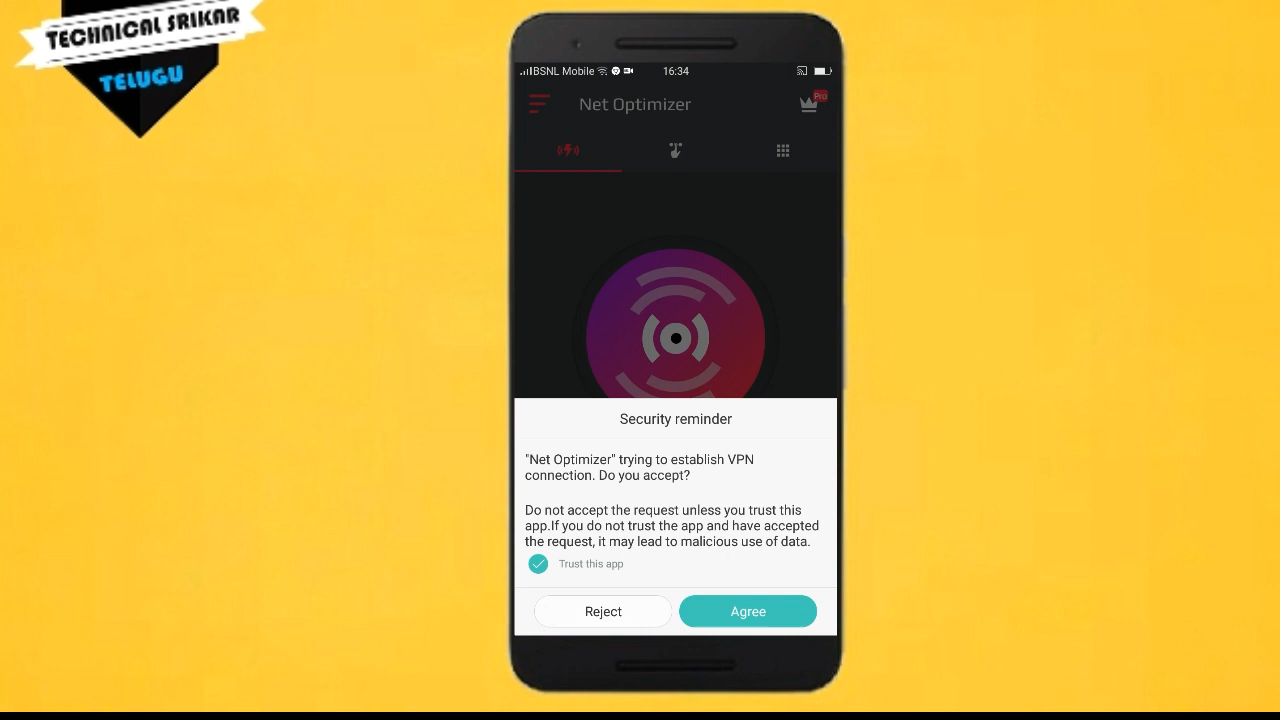 TECHNICAL SRIKAR
TELUGU
BSNL Mobile 16:34
Net Optimizer
Pro
Security reminder
"Net Optimizer" trying to establish VPN
connection. Do you accept?
Do not accept the request unless you trust this
app.If you do not trust the app and have accepted
the request, it may lead to malicious use of data.
Trust this app
Reject Agree